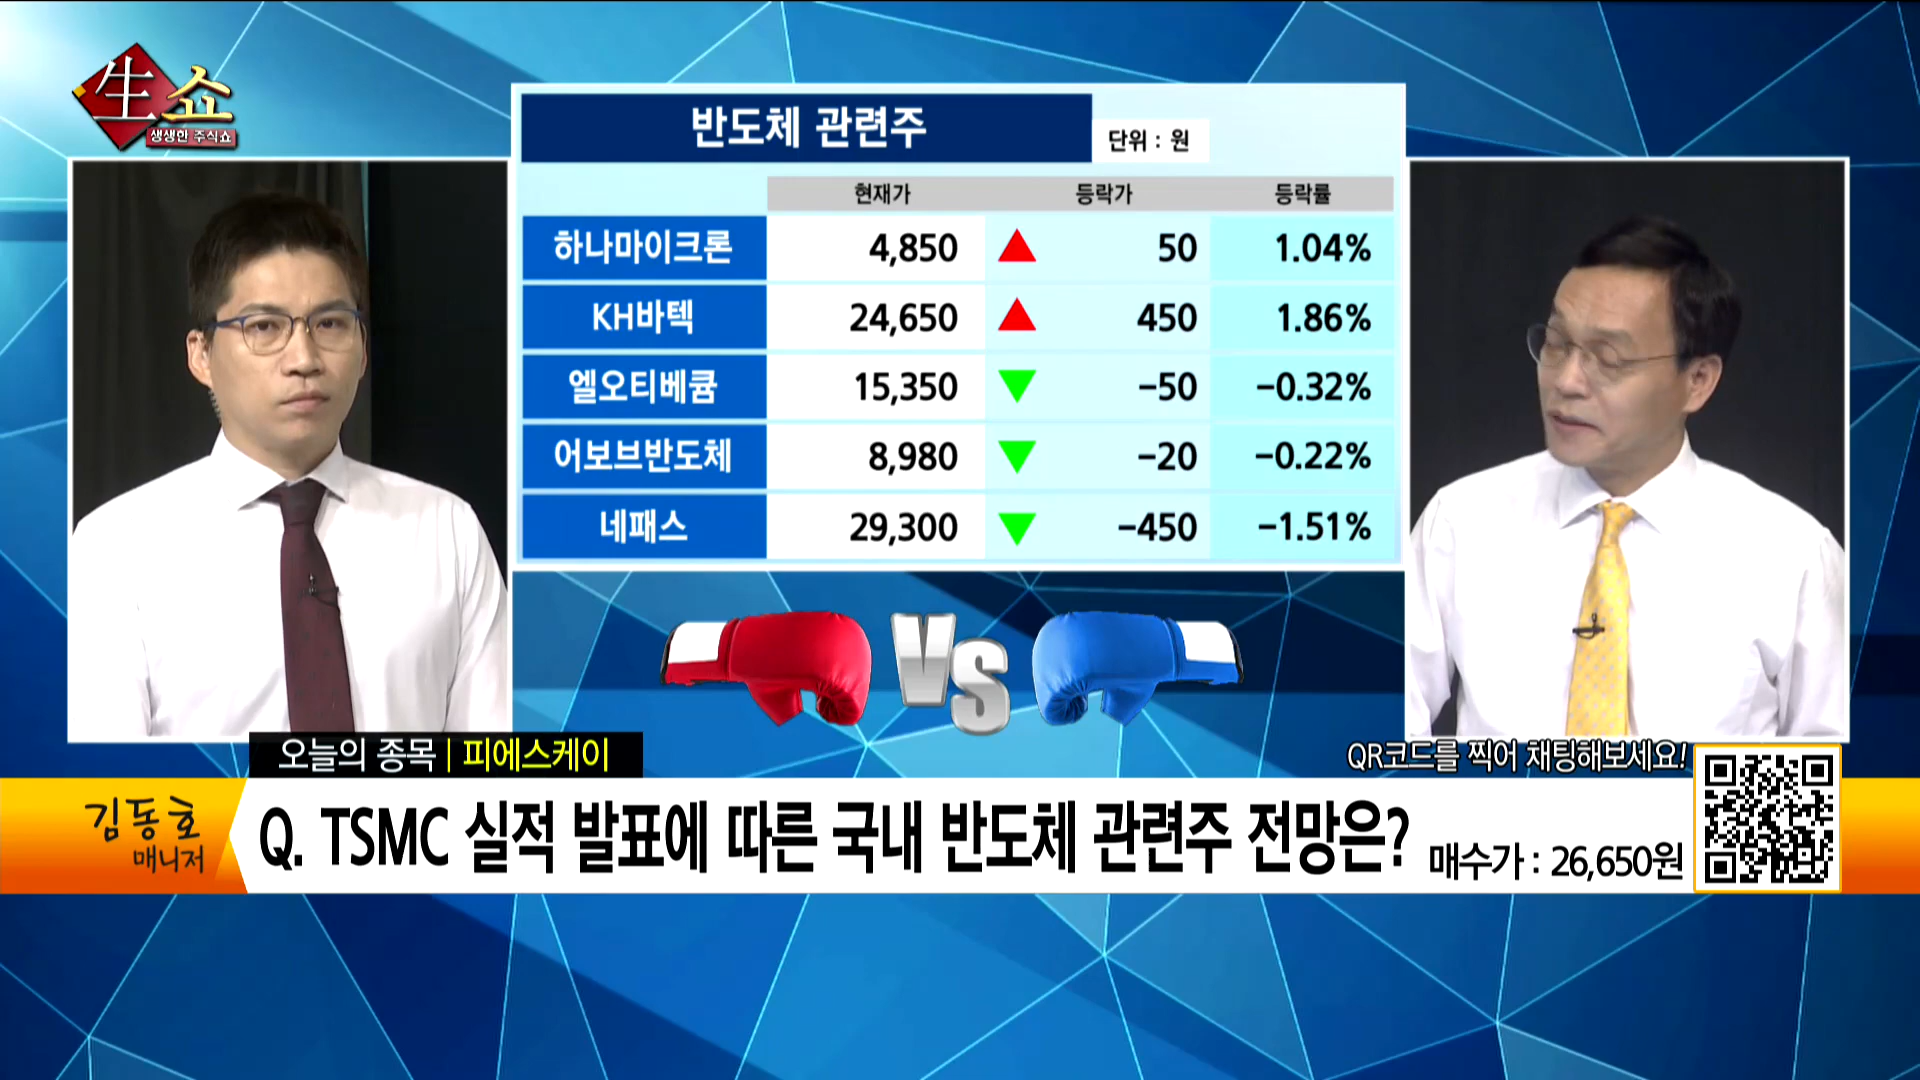 生쇼
생생한 주식쇼
반도체 관련주
단위 : 원
현재가 등락가 등락률
하나마이크론 4,850 ▲ 50 1.04%
KH바텍 24,650 ▲ 450 1.86%
엘오티베큠 15,350 ▼ -50 -0.32%
어보브반도체 8,980 ▼ -20 -0.22%
네패스 29,300 ▼ -450 -1.51%
Vs
오늘의 종목 | 피에스케이
QR코드를 찍어 채팅해보세요!
김동호
매니저
Q. TSMC 실적 발표에 따른 국내 반도체 관련주 전망은?
매수가 : 26,650원